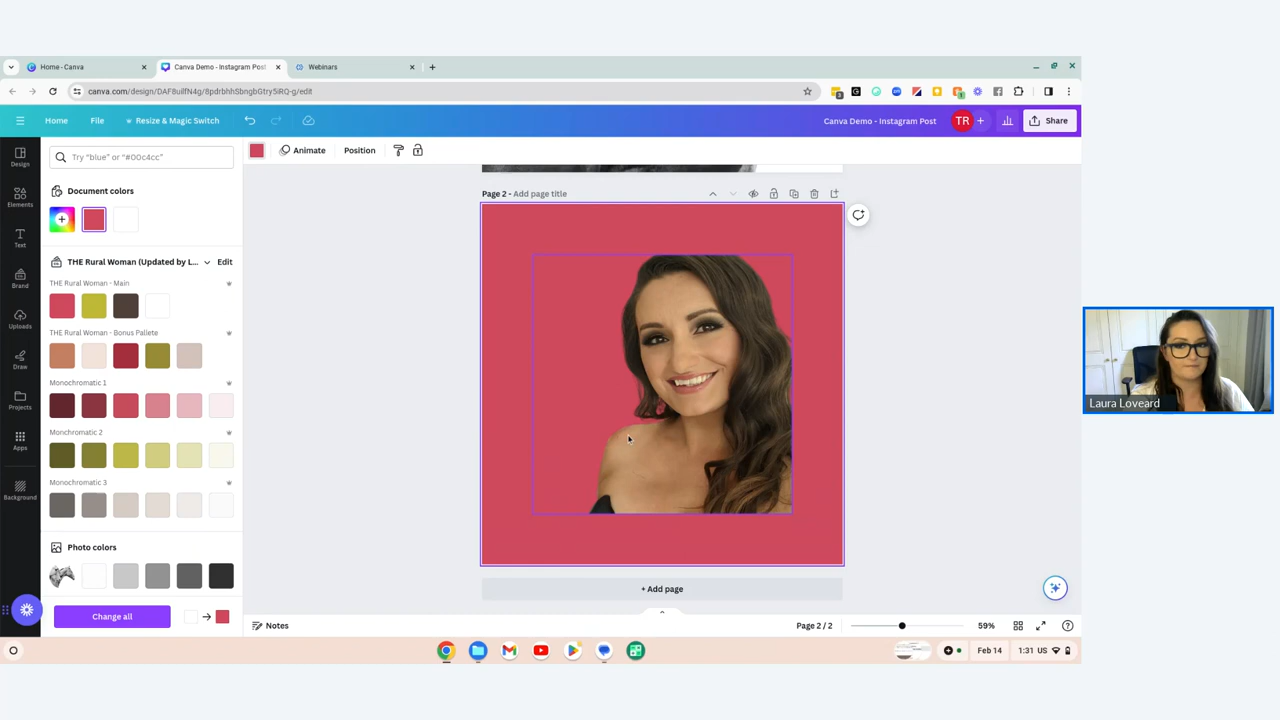 Home - Canva
Canva Demo - Instagram Post
Webinars
canva.com/design/DAF8uilfN4g/8pdrbhhSbngbGtry5iRQ-g/edit
Home
File
Resize & Magic Switch
Canva Demo - Instagram Post
TR
Share
Animate
Position
Design
Elements
Text
Brand
Uploads
Draw
Projects
Apps
Background
Try "blue" or "#00c4cc"
Document colors
THE Rural Woman (Updated by L...
Edit
THE Rural Woman - Main
THE Rural Woman - Bonus Pallete
Monochromatic 1
Monochromatic 2
Monochromatic 3
Photo colors
Change all
Page 2 - Add page title
+ Add page
Notes
Page 2 / 2
59%
Feb 14
1:31 US
Laura Loveard